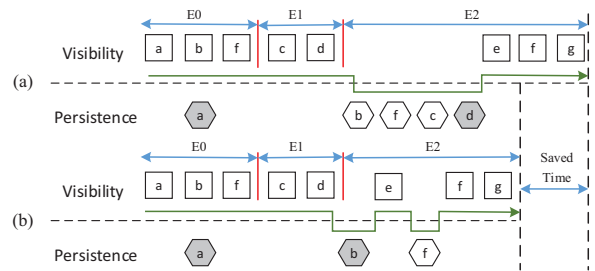 E0 E1 E2
Visibility a b f c d e f g
(a)
Persistence a b f c d
E0 E1 E2
Saved
Time
Visibility a b f c d e f g
(b)
Persistence a b f